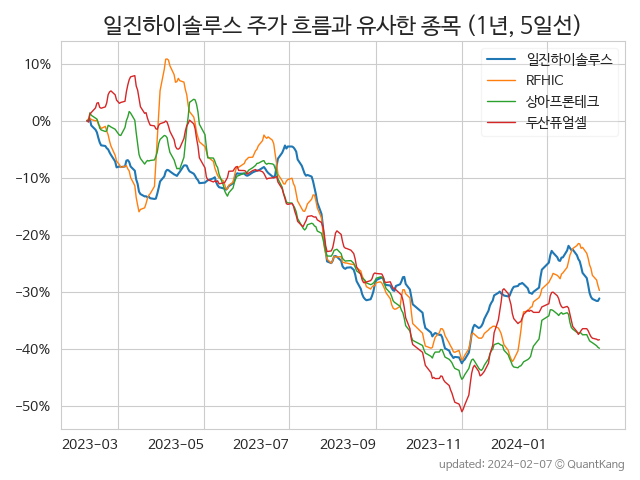 일진하이솔루스 주가 흐름과 유사한 종목 (1년, 5일선)
일진하이솔루스
RFHIC
상아프론테크
두산퓨얼셀
10%
0%
−10%
−20%
−30%
−40%
−50%
2023-03 2023-05 2023-07 2023-09 2023-11 2024-01
updated: 2024-02-07 © QuantKang